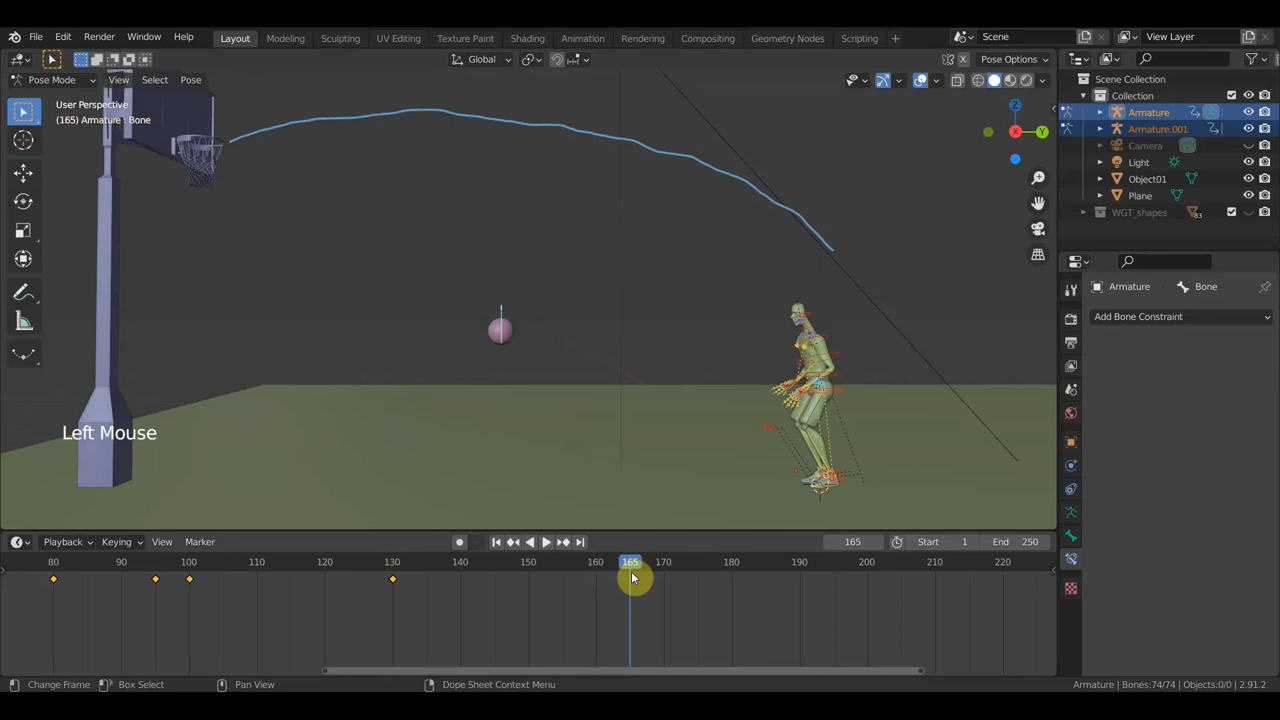 File Edit Render Window Help Layout Modeling Sculpting UV Editing Texture Paint Shading Animation Rendering Compositing Geometry Nodes Scripting + Scene View Layer
Global Pose Options
Pose Mode View Select Pose
User Perspective
(165) Armature : Bone
Z
X
Y
Left Mouse
Scene Collection
Collection
Armature
Armature.001
Camera
Light
Object01
Plane
WGT_shapes 83
Armature Bone
Add Bone Constraint
Playback Keying View Marker 165 Start 1 End 250
80 90 100 110 120 130 140 150 160 165 170 180 190 200 210 220
Change Frame Box Select Pan View Dope Sheet Context Menu Armature | Bones:74/74 | Objects:0/0 | 2.91.2